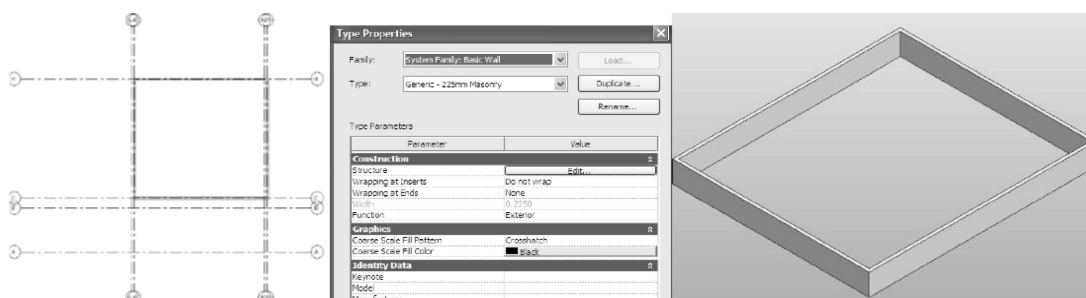 Type Properties
Family: System Family: Basic Wall Load...
Type: Generic - 225mm Masonry Duplicate...
Rename...
Type Parameters
Parameter Value
Construction
Structure Edit...
Wrapping at Inserts Do not wrap
Wrapping at Ends None
Width 0.2250
Function Exterior
Graphics
Coarse Scale Fill Pattern Crosshatch
Coarse Scale Fill Color Black
Identity Data
Keynote
Model